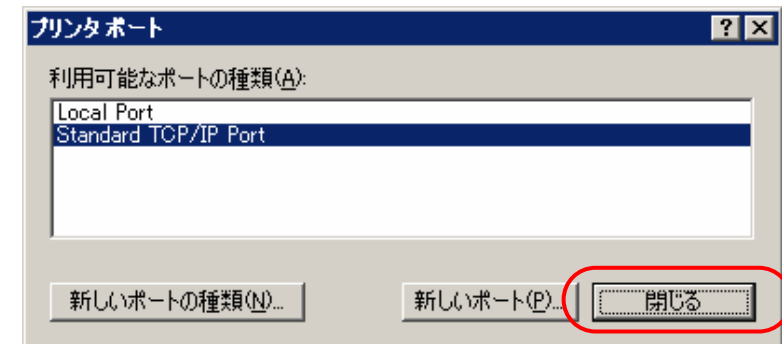 プリンタ ポート
利用可能なポートの種類(A):
Local Port
Standard TCP/IP Port
新しいポートの種類(N)... 新しいポート(P)... 閉じる